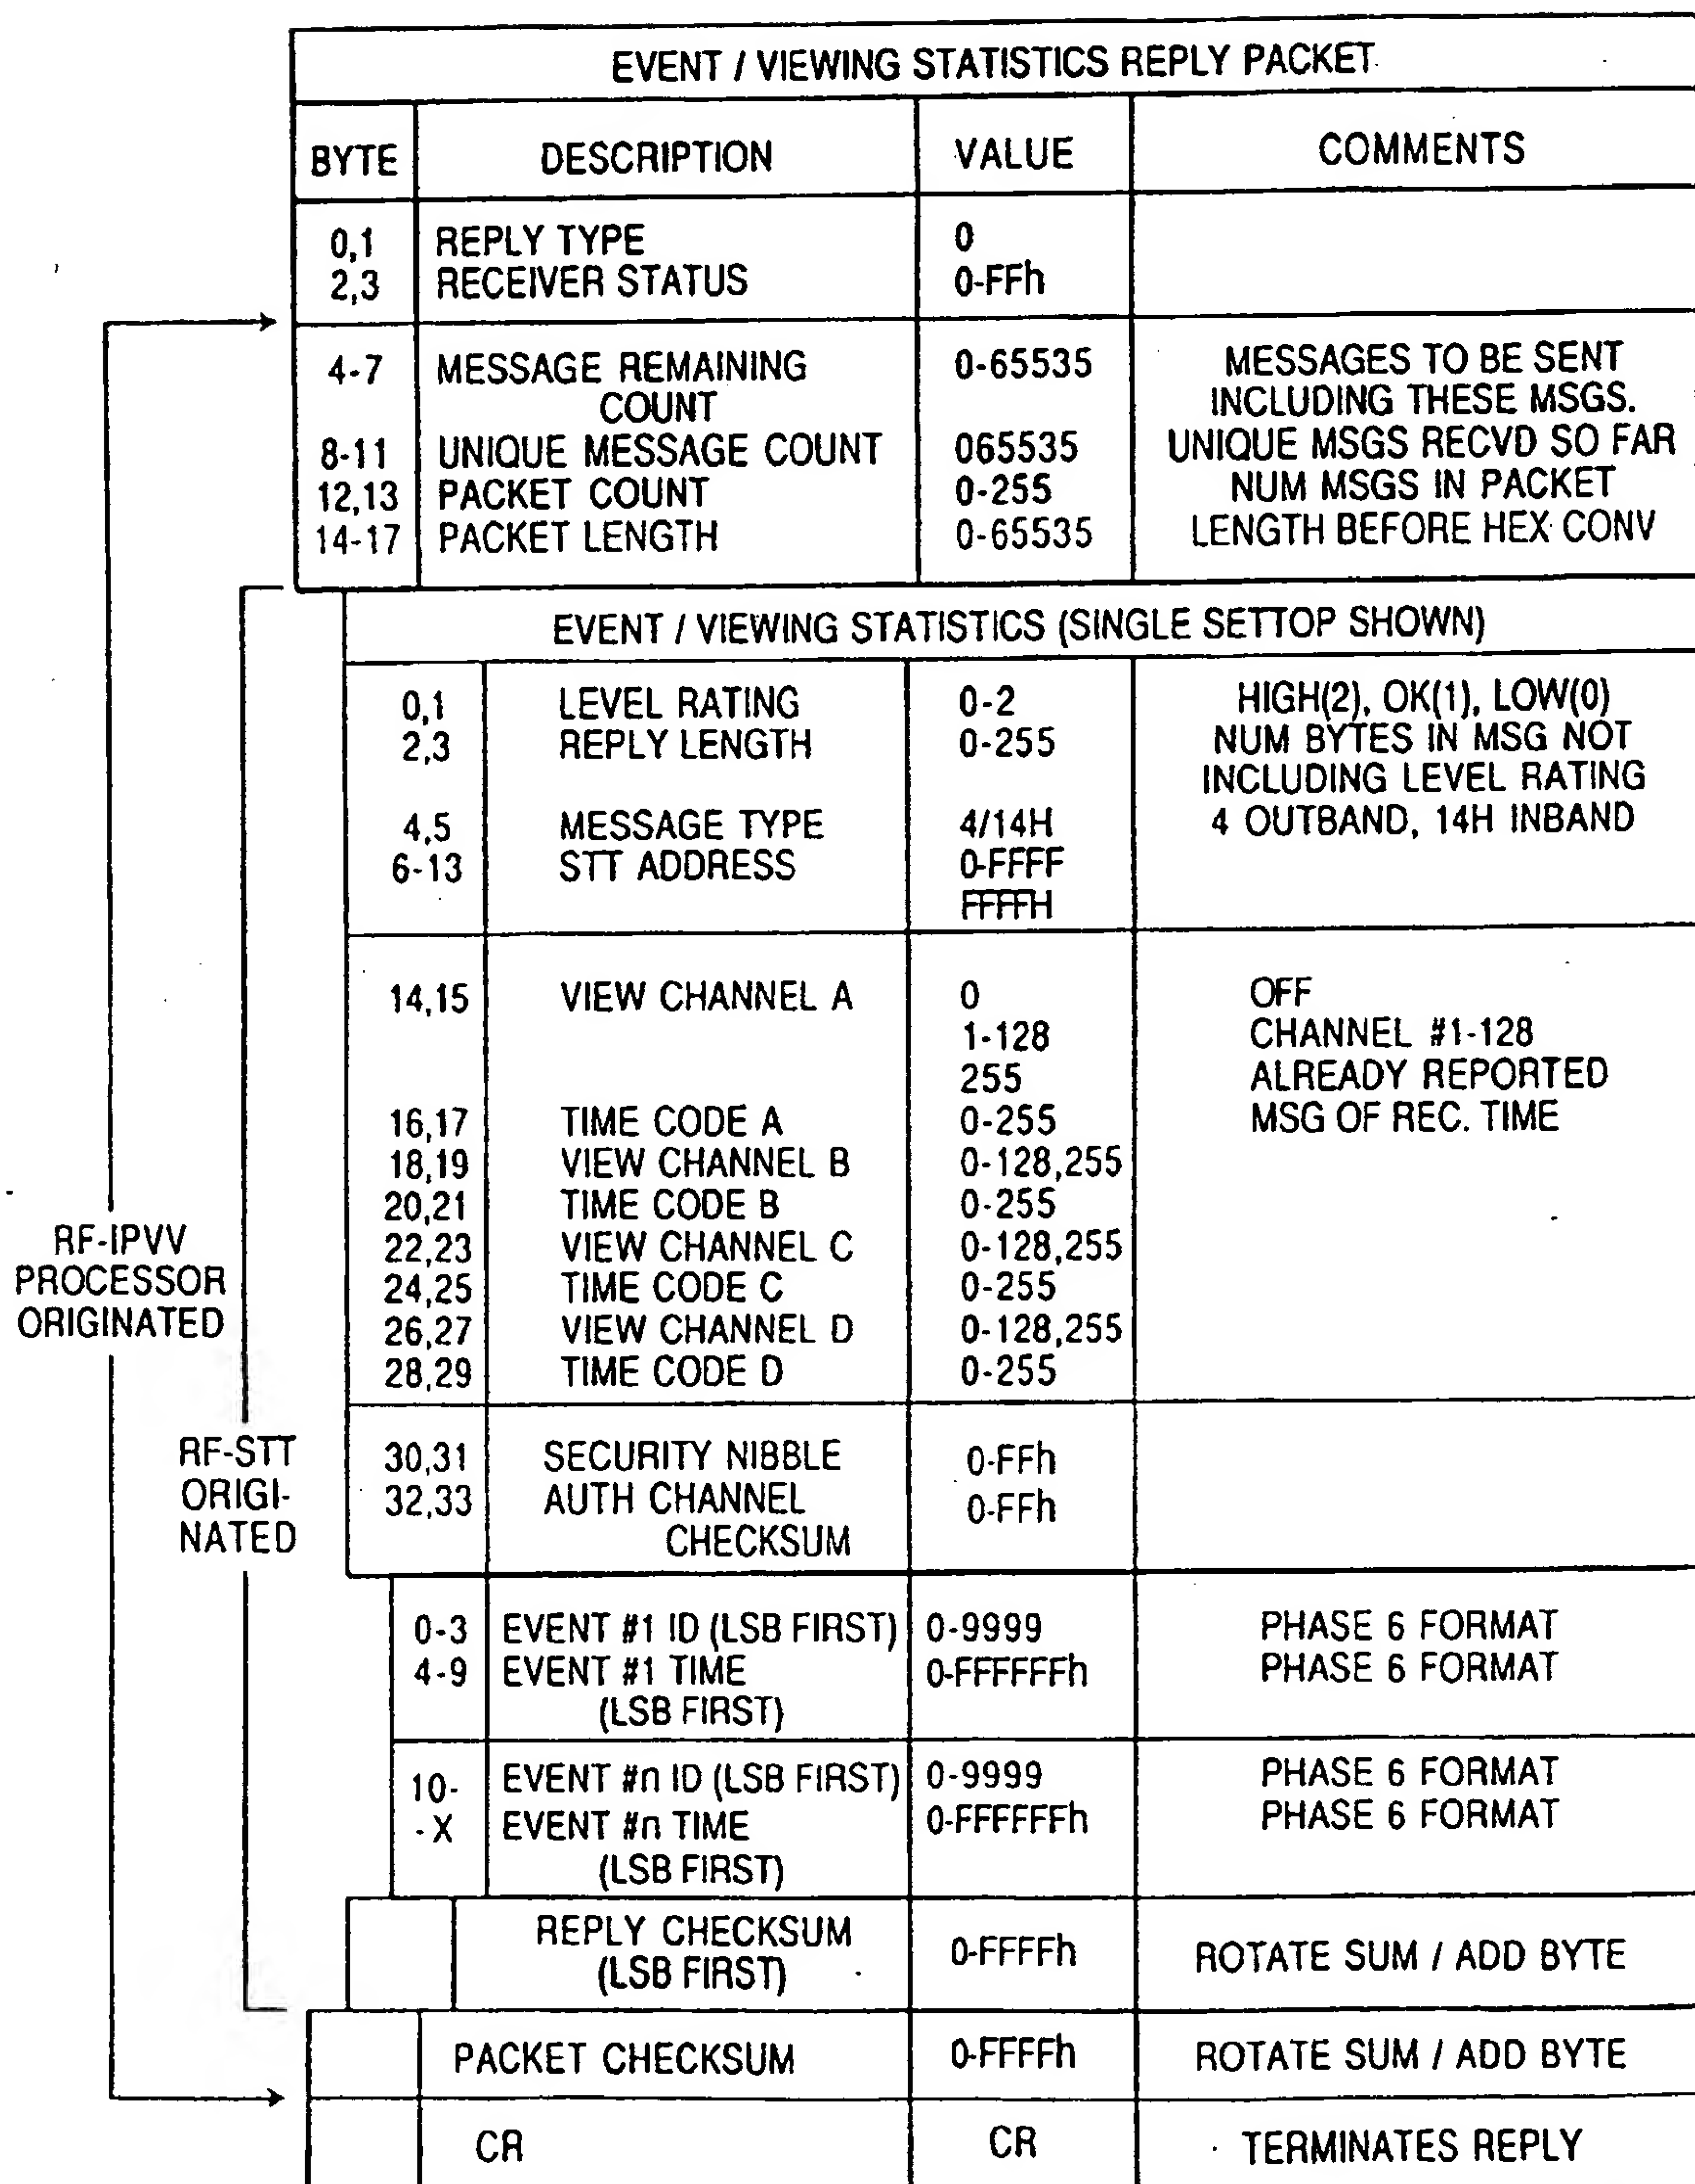 EVENT / VIEWING STATISTICS REPLY PACKET
BYTE DESCRIPTION VALUE COMMENTS
0,1 REPLY TYPE 0
2,3 RECEIVER STATUS 0-FFh
4-7 MESSAGE REMAINING 0-65535 MESSAGES TO BE SENT
COUNT INCLUDING THESE MSGS.
8-11 UNIQUE MESSAGE COUNT 065535 UNIQUE MSGS RECVD SO FAR
12,13 PACKET COUNT 0-255 NUM MSGS IN PACKET
14-17 PACKET LENGTH 0-65535 LENGTH BEFORE HEX CONV
EVENT / VIEWING STATISTICS (SINGLE SETTOP SHOWN)
0,1 LEVEL RATING 0-2 HIGH(2), OK(1), LOW(0)
2,3 REPLY LENGTH 0-255 NUM BYTES IN MSG NOT
INCLUDING LEVEL RATING
4,5 MESSAGE TYPE 4/14H 4 OUTBAND, 14H INBAND
6-13 STT ADDRESS 0-FFFF
FFFFH
14,15 VIEW CHANNEL A 0 OFF
1-128 CHANNEL #1-128
255 ALREADY REPORTED
16,17 TIME CODE A 0-255 MSG OF REC. TIME
18,19 VIEW CHANNEL B 0-128,255
20,21 TIME CODE B 0-255
22,23 VIEW CHANNEL C 0-128,255
24,25 TIME CODE C 0-255
26,27 VIEW CHANNEL D 0-128,255
28,29 TIME CODE D 0-255
RF-IPVV
PROCESSOR
ORIGINATED
30,31 SECURITY NIBBLE 0-FFh
32,33 AUTH CHANNEL 0-FFh
CHECKSUM
RF-STT
ORIGI-
NATED
0-3 EVENT #1 ID (LSB FIRST) 0-9999 PHASE 6 FORMAT
4-9 EVENT #1 TIME 0-FFFFFFh PHASE 6 FORMAT
(LSB FIRST)
10- EVENT #n ID (LSB FIRST) 0-9999 PHASE 6 FORMAT
-X EVENT #n TIME 0-FFFFFFh PHASE 6 FORMAT
(LSB FIRST)
REPLY CHECKSUM 0-FFFFh ROTATE SUM / ADD BYTE
(LSB FIRST)
PACKET CHECKSUM 0-FFFFh ROTATE SUM / ADD BYTE
CR CR TERMINATES REPLY